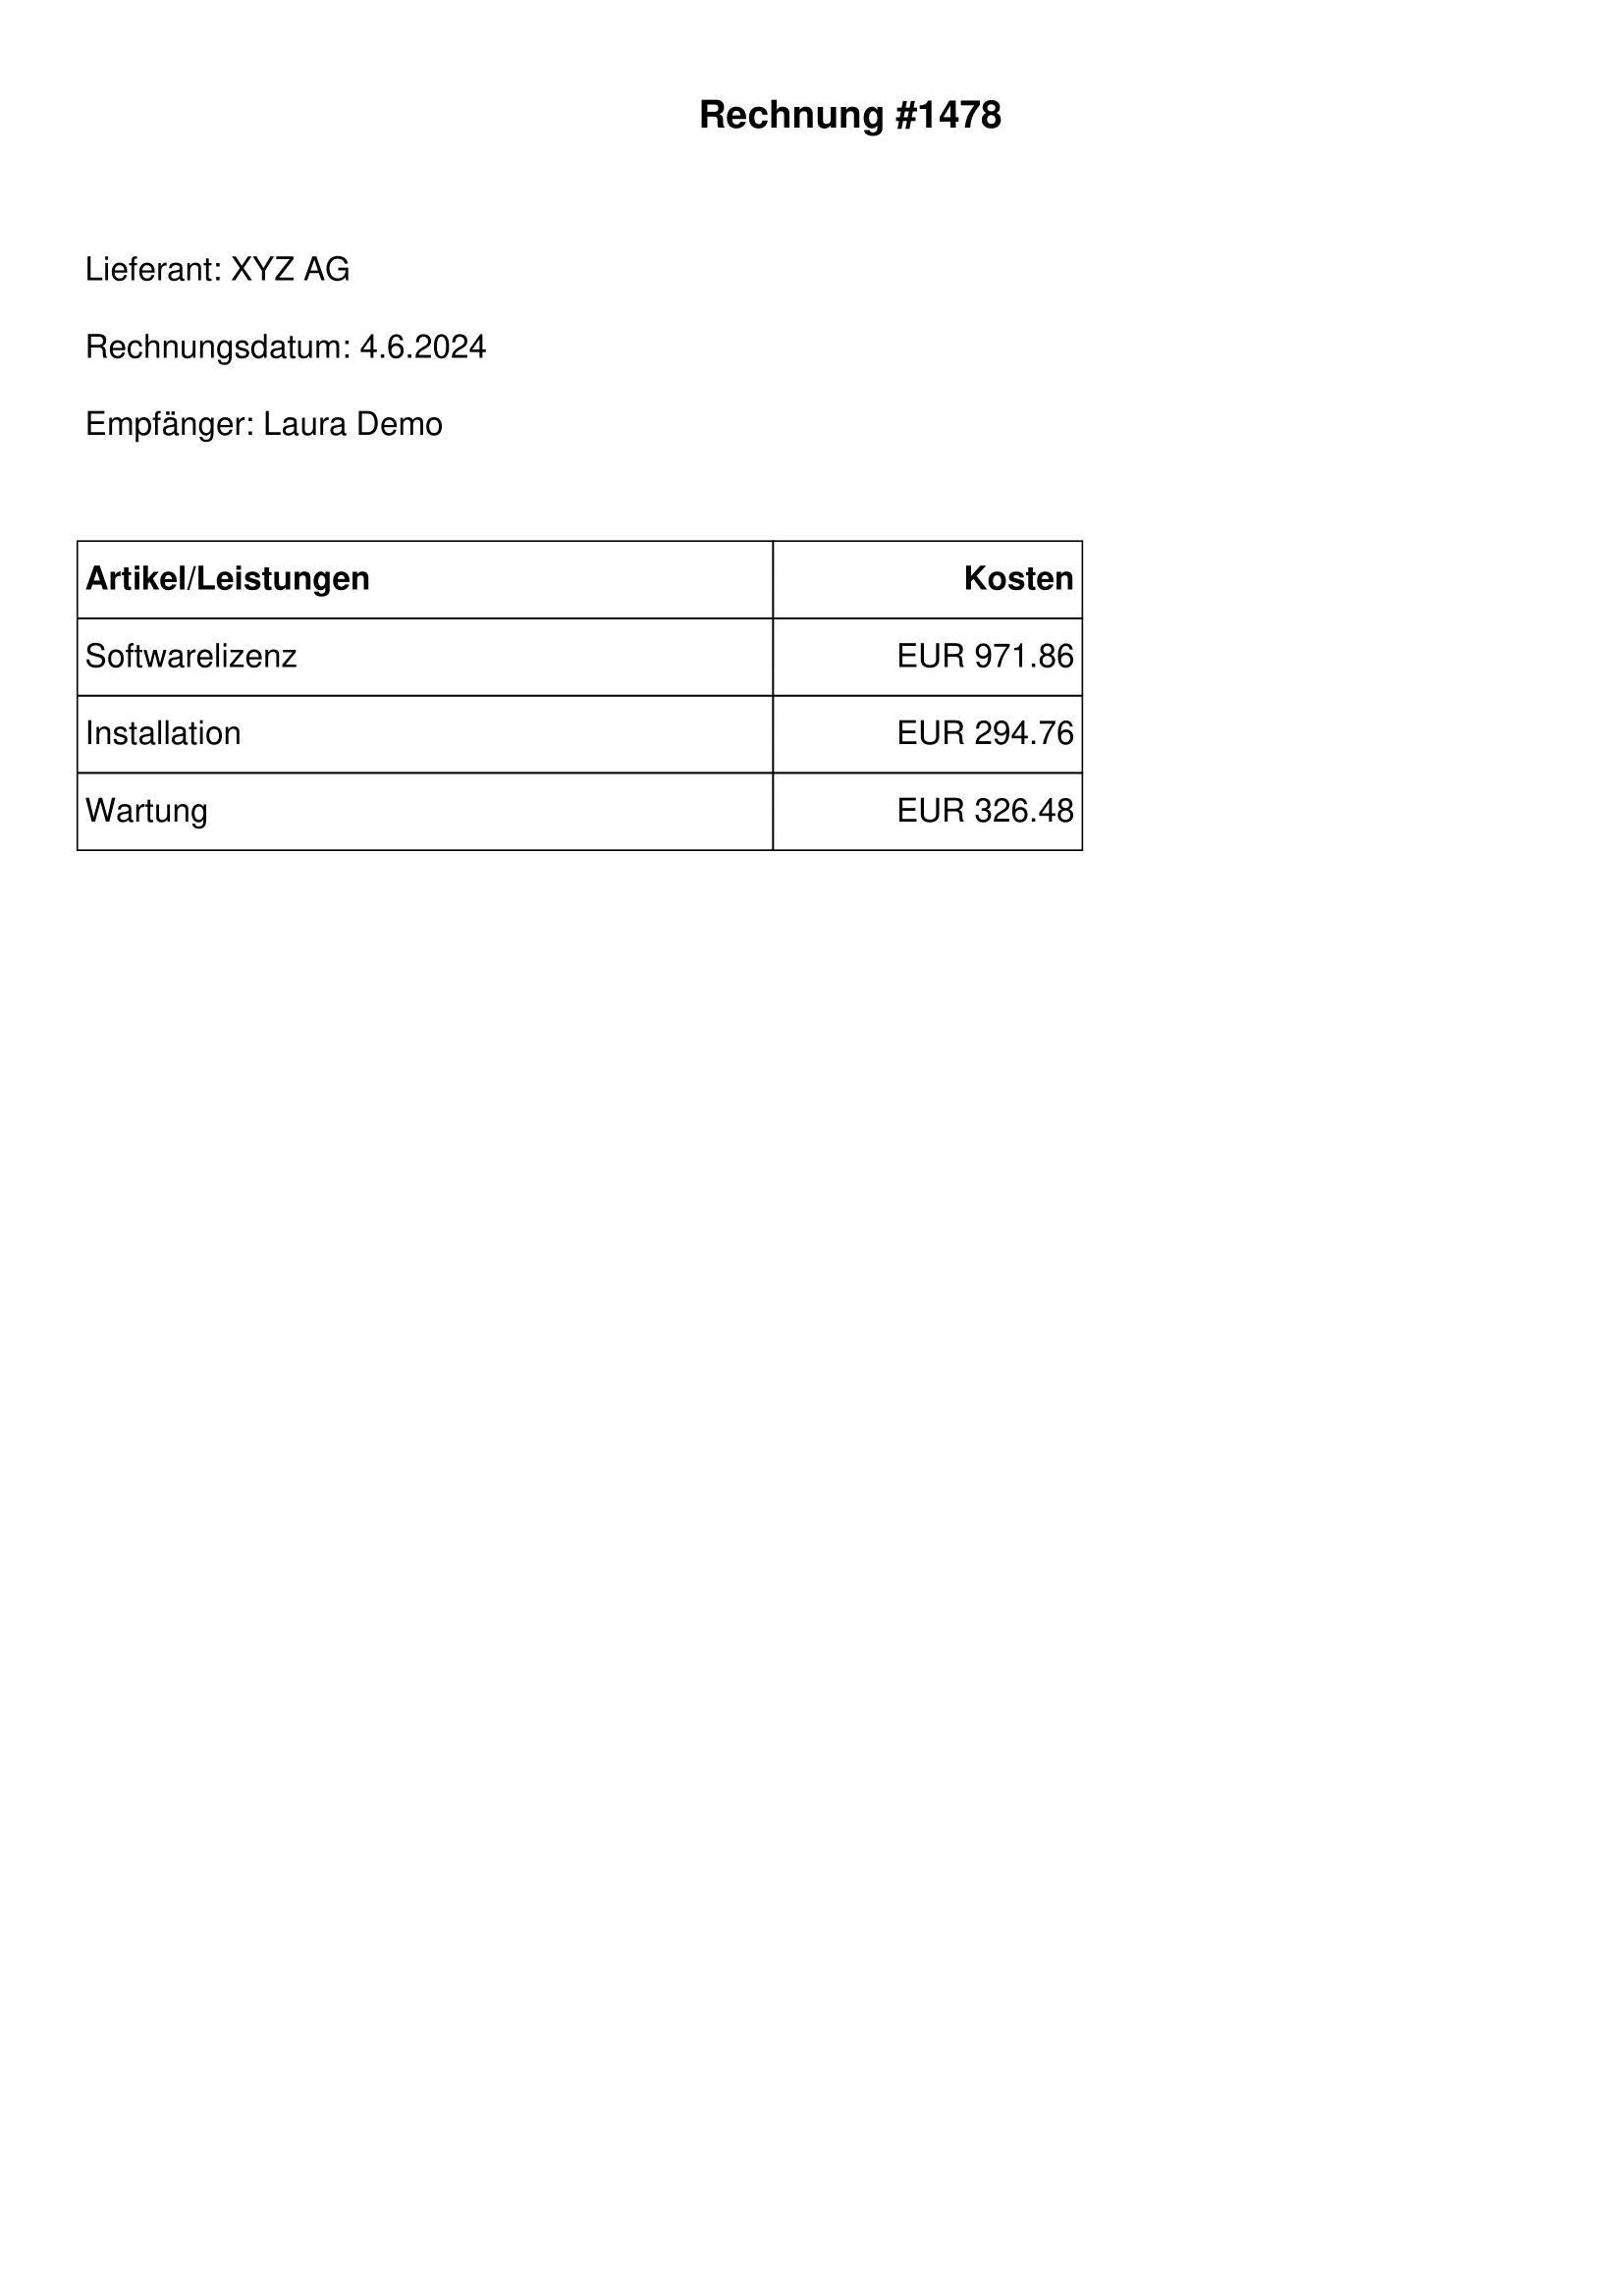 Rechnung #1478
Lieferant: XYZ AG
Rechnungsdatum: 4.6.2024
Empfänger: Laura Demo
Artikel/Leistungen Kosten
Softwarelizenz EUR 971.86
Installation EUR 294.76
Wartung EUR 326.48